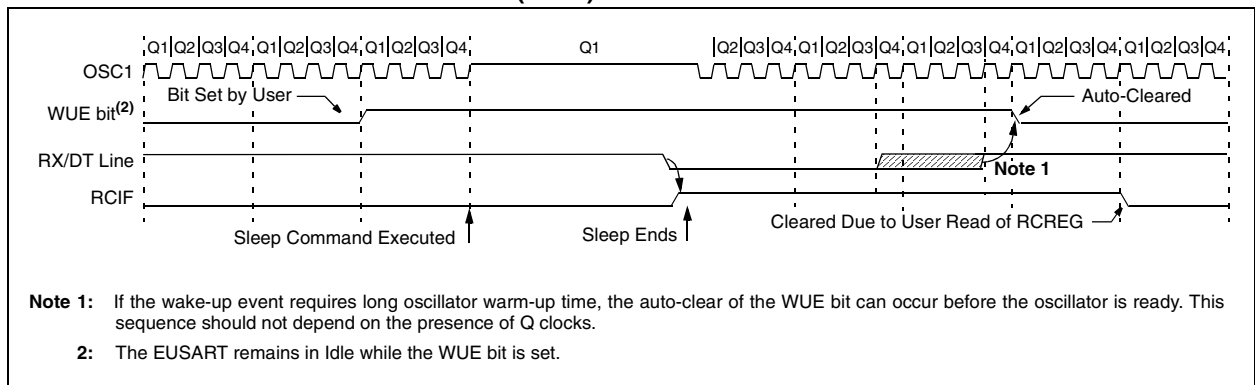 Q1 Q2 Q3 Q4 Q1 Q2 Q3 Q4 Q1 Q2 Q3 Q4 Q1 Q2 Q3 Q4 Q1 Q2 Q3 Q4 Q1 Q2 Q3 Q4 Q1 Q2 Q3 Q4 Q1 Q2 Q3 Q4
OSC1
Bit Set by User
Auto-Cleared
WUE bit(2)
RX/DT Line
Note 1
RCIF
Cleared Due to User Read of RCREG
Sleep Command Executed
Sleep Ends
Note 1: If the wake-up event requires long oscillator warm-up time, the auto-clear of the WUE bit can occur before the oscillator is ready. This
sequence should not depend on the presence of Q clocks.
2: The EUSART remains in Idle while the WUE bit is set.